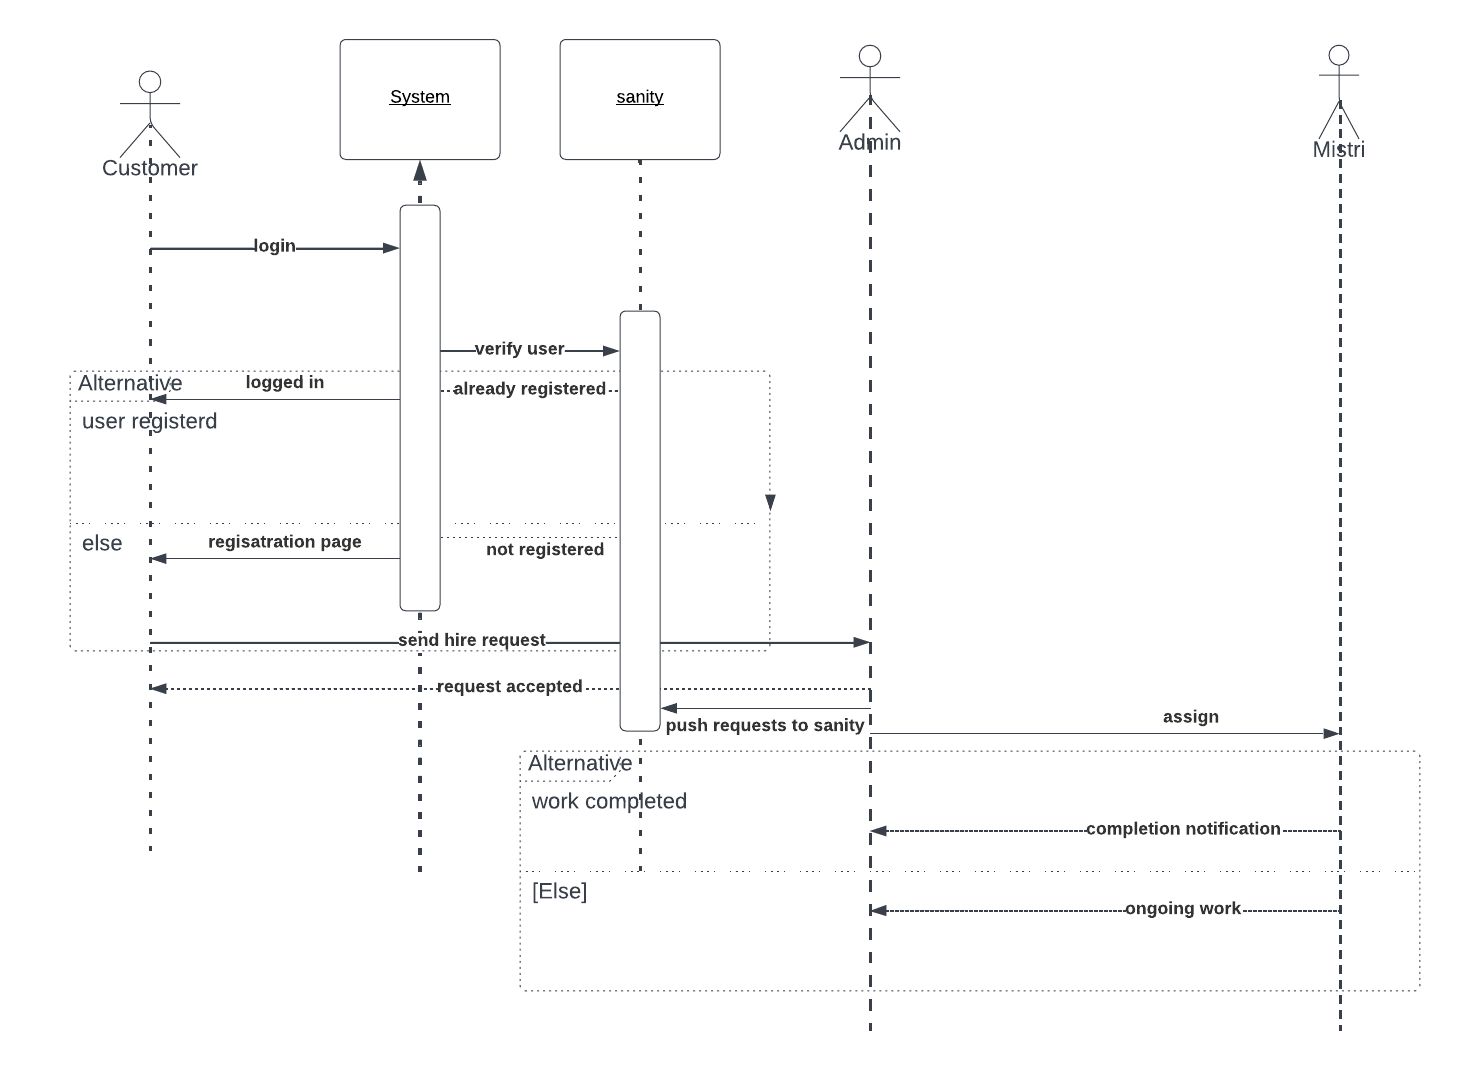 System
sanity
Customer
Admin
Mistri
login
verify user
Alternative
logged in
already registered
user registerd
else
regisatration page
not registered
send hire request
request accepted
push requests to sanity
assign
Alternative
work completed
completion notification
[Else]
ongoing work